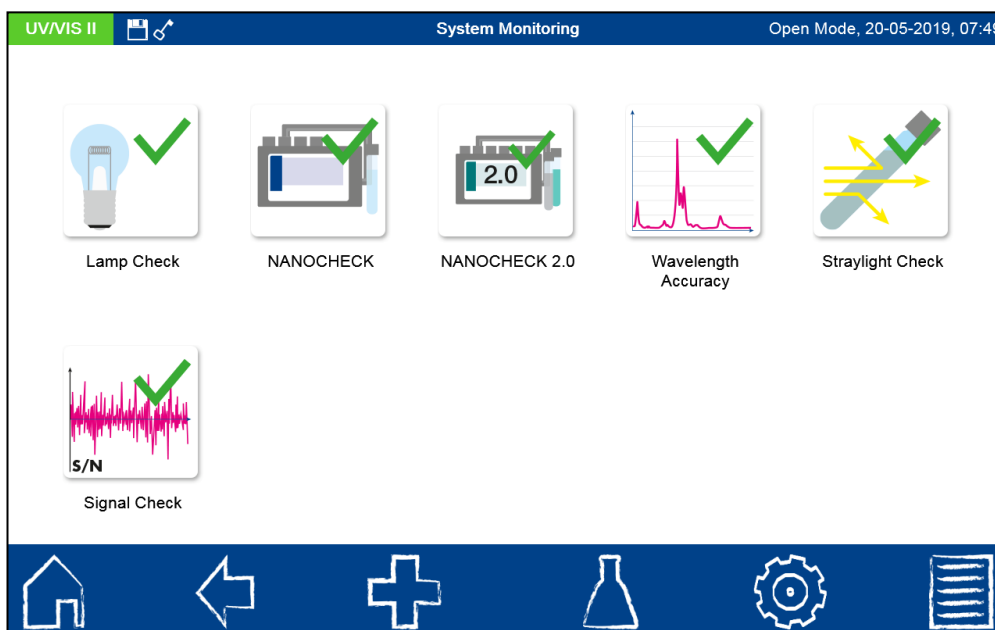 UV/VIS II
System Monitoring
Open Mode, 20-05-2019, 07:49
2.0
Lamp Check
NANOCHECK
NANOCHECK 2.0
Wavelength
Accuracy
Straylight Check
S/N
Signal Check